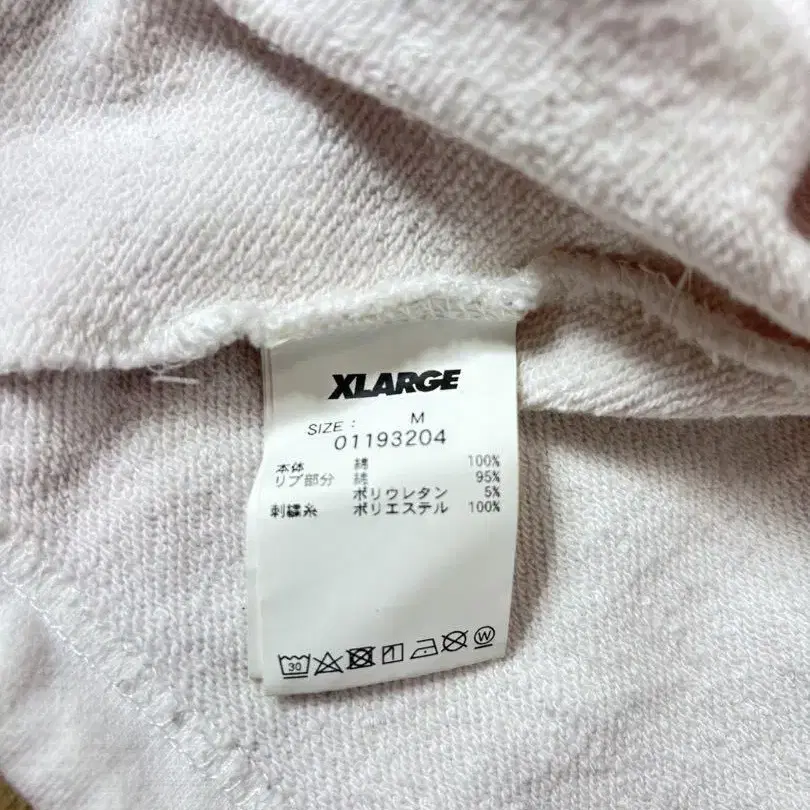 XLARGE
SIZE : M
01193204
本体 綿 100%
リブ部分 綿 95%
ポリウレタン 5%
刺繍糸 ポリエステル 100%
30 W